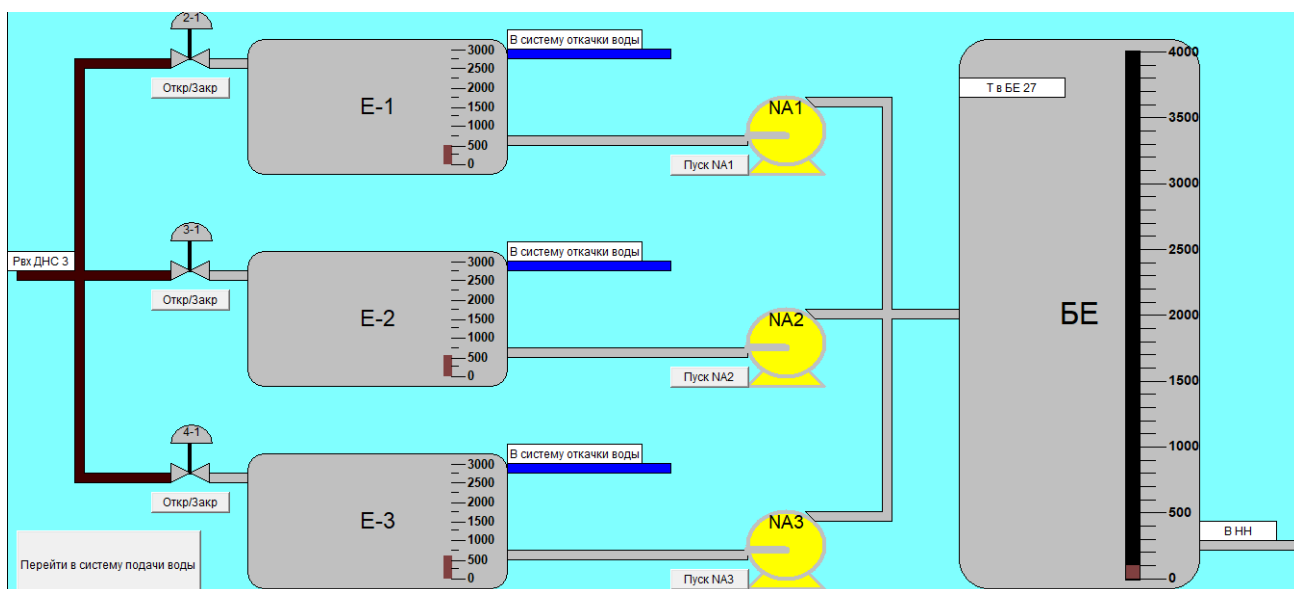 2-1
Откр/Закр
E-1
3000
2500
2000
1500
1000
500
0
В систему откачки воды
NA1
Пуск NA1
Рвх ДНС 3
3-1
Откр/Закр
E-2
3000
2500
2000
1500
1000
500
0
В систему откачки воды
NA2
Пуск NA2
4-1
Откр/Закр
E-3
3000
2500
2000
1500
1000
500
0
В систему откачки воды
NA3
Пуск NA3
Перейти в систему подачи воды
Т в БЕ 27
БЕ
4000
3500
3000
2500
2000
1500
1000
500
0
В НН